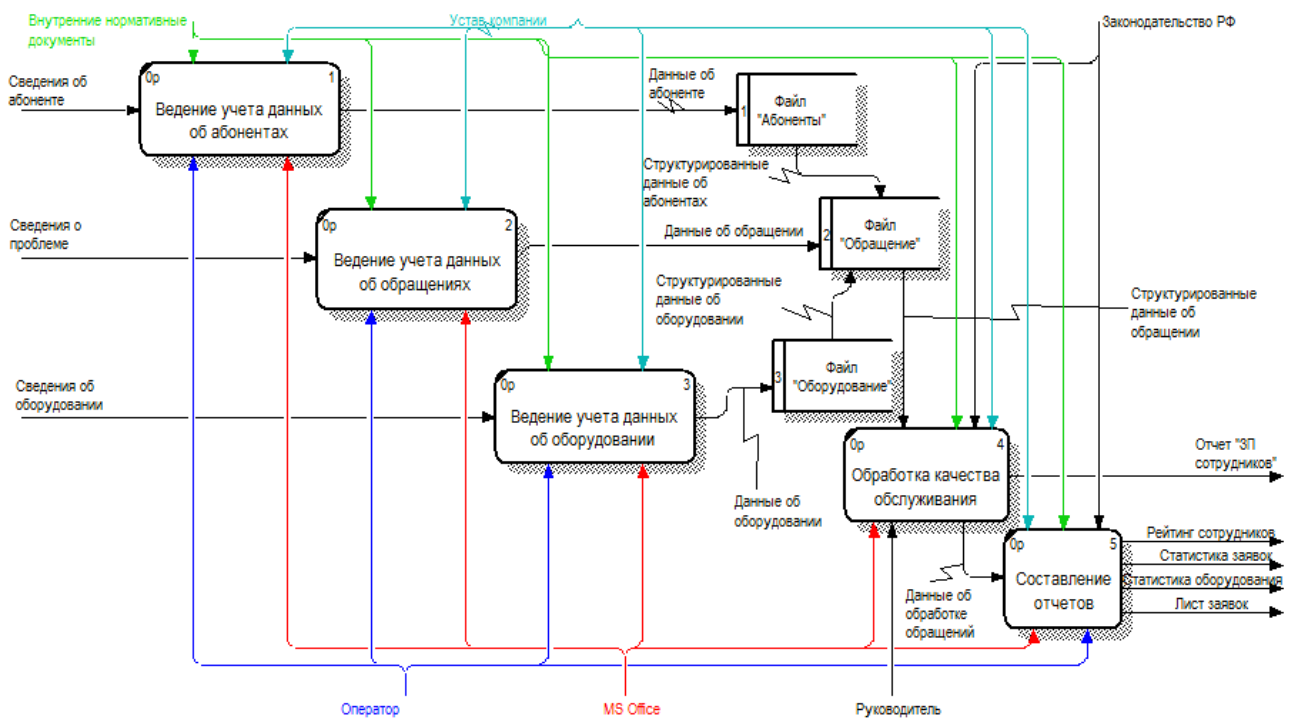 Внутренние нормативные
документы
Устав компании
Законодательство РФ
Сведения об
абоненте
0р
1
Ведение учета данных
об абонентах
Данные об
абоненте
1
Файл
"Абоненты"
Структурированные
данные об
абонентах
Сведения о
проблеме
0р
2
Ведение учета данных
об обращениях
Данные об обращении
2
Файл
"Обращение"
Структурированные
данные об
оборудовании
Структурированные
данные об
обращении
Сведения об
оборудовании
0р
3
Ведение учета данных
об оборудовании
3
Файл
"Оборудование"
Данные об
оборудовании
0р
4
Обработка качества
обслуживания
Отчет "ЗП
сотрудников"
0р
5
Составление
отчетов
Рейтинг сотрудников
Статистика заявок
Статистика оборудования
Лист заявок
Данные об
обработке
обращений
Оператор
MS Office
Руководитель